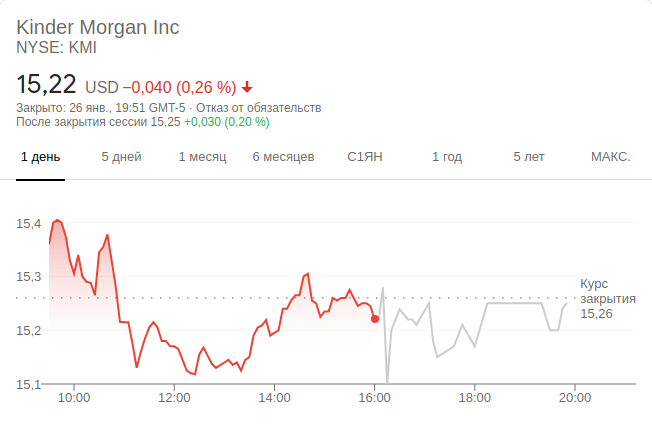 Kinder Morgan Inc
NYSE: KMI
15,22 USD −0,040 (0,26 %)
Закрыто: 26 янв., 19:51 GMT-5 · Отказ от обязательств
После закрытия сессии 15,25 +0,030 (0,20 %)
1 день 5 дней 1 месяц 6 месяцев С1ЯН 1 год 5 лет МАКС.
15,4
15,3
15,2
15,1
Курс
закрытия
15,26
10:00 12:00 14:00 16:00 18:00 20:00